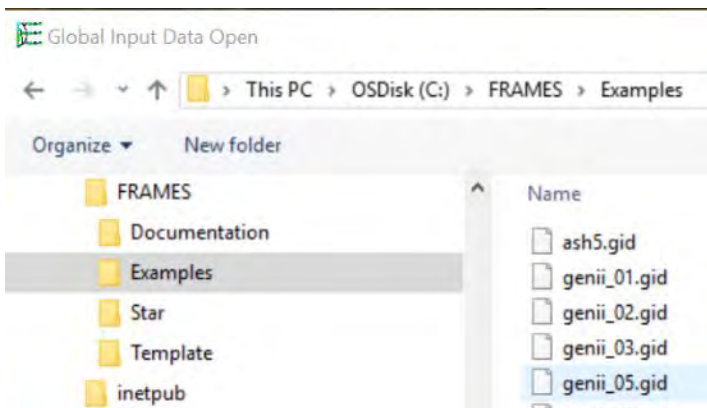 Global Input Data Open
This PC > OSDisk (C:) > FRAMES > Examples
Organize New folder
FRAMES
Documentation
Examples
Star
Template
inetpub
Name
ash5.gid
genii_01.gid
genii_02.gid
genii_03.gid
genii_05.gid